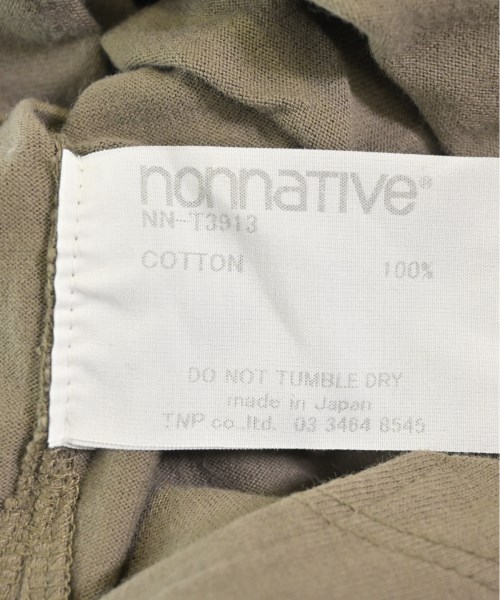 nonnative®
NN-T3913
COTTON 100%
DO NOT TUMBLE DRY
made in Japan
TNP co.,ltd. 03 3464 8545